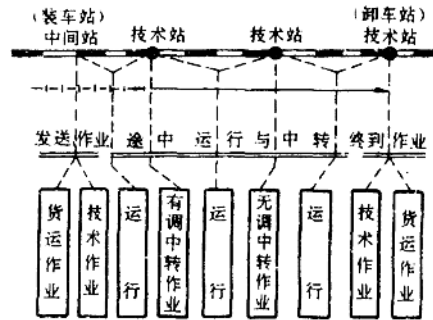 （装车站）
中间站
技术站
技术站
（卸车站）
技术站
发送作业
途中运行与中转
终到作业
货运作业
技术作业
运行
有调中转作业
运行
无调中转作业
运行
技术作业
货运作业